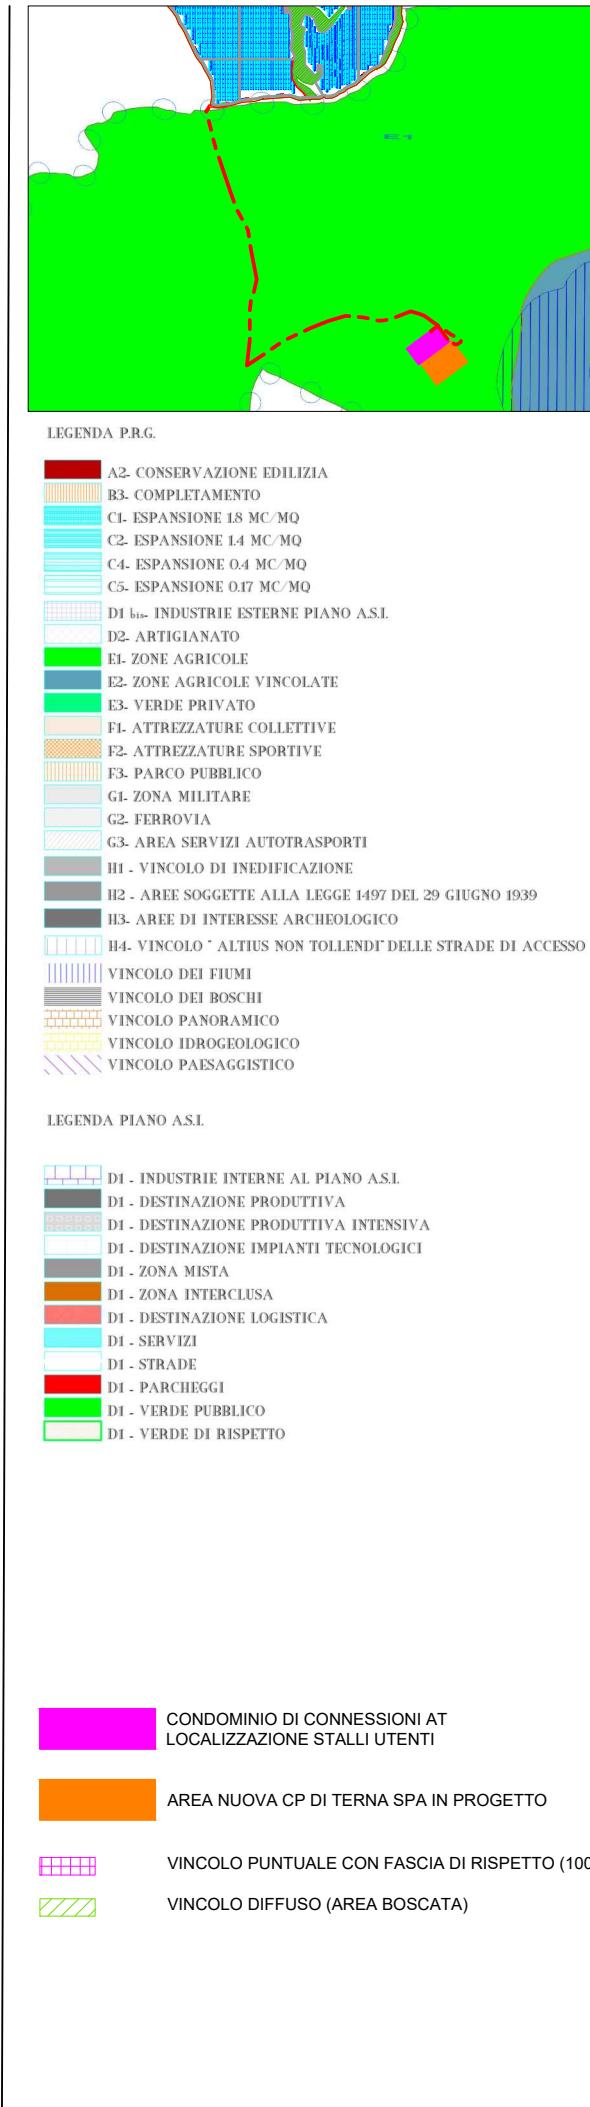 E1
LEGENDA P.R.G.
A2- CONSERVAZIONE EDILIZIA
B3- COMPLETAMENTO
C1- ESPANSIONE 1.8 MC/MQ
C2- ESPANSIONE 1.4 MC/MQ
C4- ESPANSIONE 0.4 MC/MQ
C5- ESPANSIONE 0.17 MC/MQ
D1 bis- INDUSTRIE ESTERNE PIANO A.S.I.
D2- ARTIGIANATO
E1- ZONE AGRICOLE
E2- ZONE AGRICOLE VINCOLATE
E3- VERDE PRIVATO
F1- ATTREZZATURE COLLETTIVE
F2- ATTREZZATURE SPORTIVE
F3- PARCO PUBBLICO
G1- ZONA MILITARE
G2- FERROVIA
G3- AREA SERVIZI AUTOTRASPORTI
H1 - VINCOLO DI INEDIFICAZIONE
H2 - AREE SOGGETTE ALLA LEGGE 1497 DEL 29 GIUGNO 1939
H3- AREE DI INTERESSE ARCHEOLOGICO
H4- VINCOLO " ALTIUS NON TOLLENDI" DELLE STRADE DI ACCESSO
VINCOLO DEI FIUMI
VINCOLO DEI BOSCHI
VINCOLO PANORAMICO
VINCOLO IDROGEOLOGICO
VINCOLO PAESAGGISTICO
LEGENDA PIANO A.S.I.
D1 - INDUSTRIE INTERNE AL PIANO A.S.I.
D1 - DESTINAZIONE PRODUTTIVA
D1 - DESTINAZIONE PRODUTTIVA INTENSIVA
D1 - DESTINAZIONE IMPIANTI TECNOLOGICI
D1 - ZONA MISTA
D1 - ZONA INTERCLUSA
D1 - DESTINAZIONE LOGISTICA
D1 - SERVIZI
D1 - STRADE
D1 - PARCHEGGI
D1 - VERDE PUBBLICO
D1 - VERDE DI RISPETTO
CONDOMINIO DI CONNESSIONI AT
LOCALIZZAZIONE STALLI UTENTI
AREA NUOVA CP DI TERNA SPA IN PROGETTO
VINCOLO PUNTUALE CON FASCIA DI RISPETTO (100
VINCOLO DIFFUSO (AREA BOSCATA)